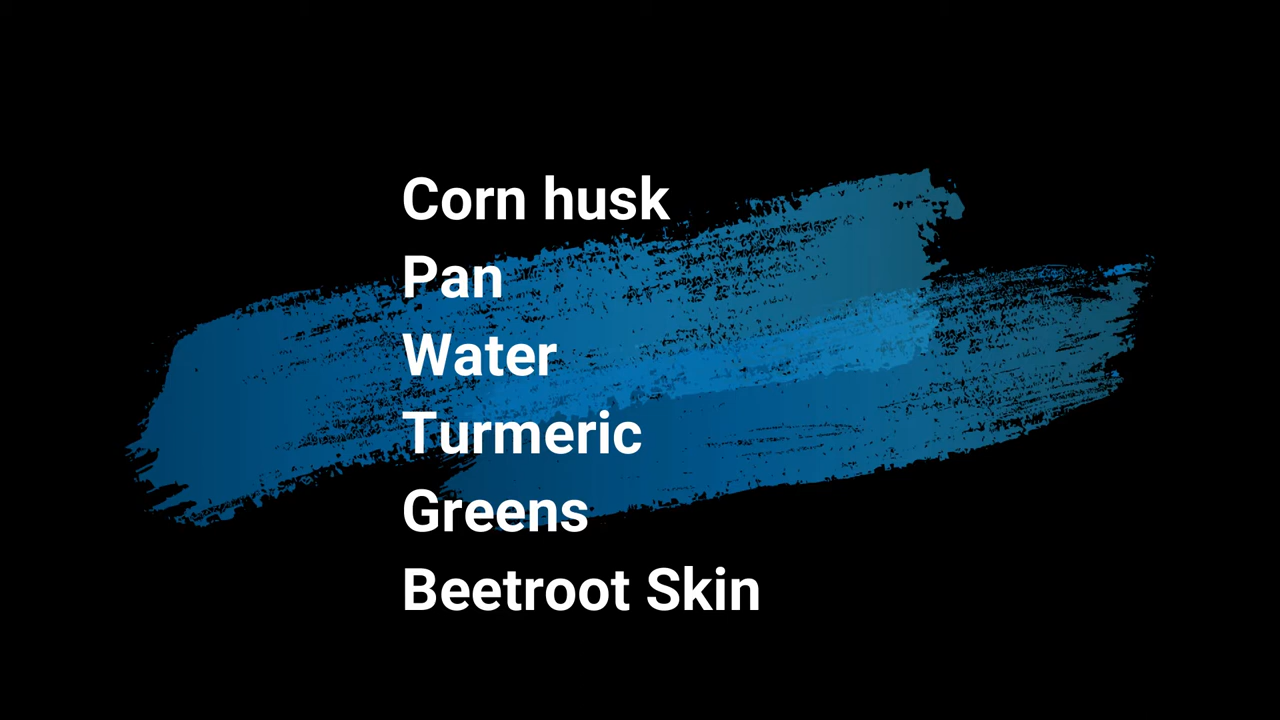 Corn husk
Pan
Water
Turmeric
Greens
Beetroot Skin